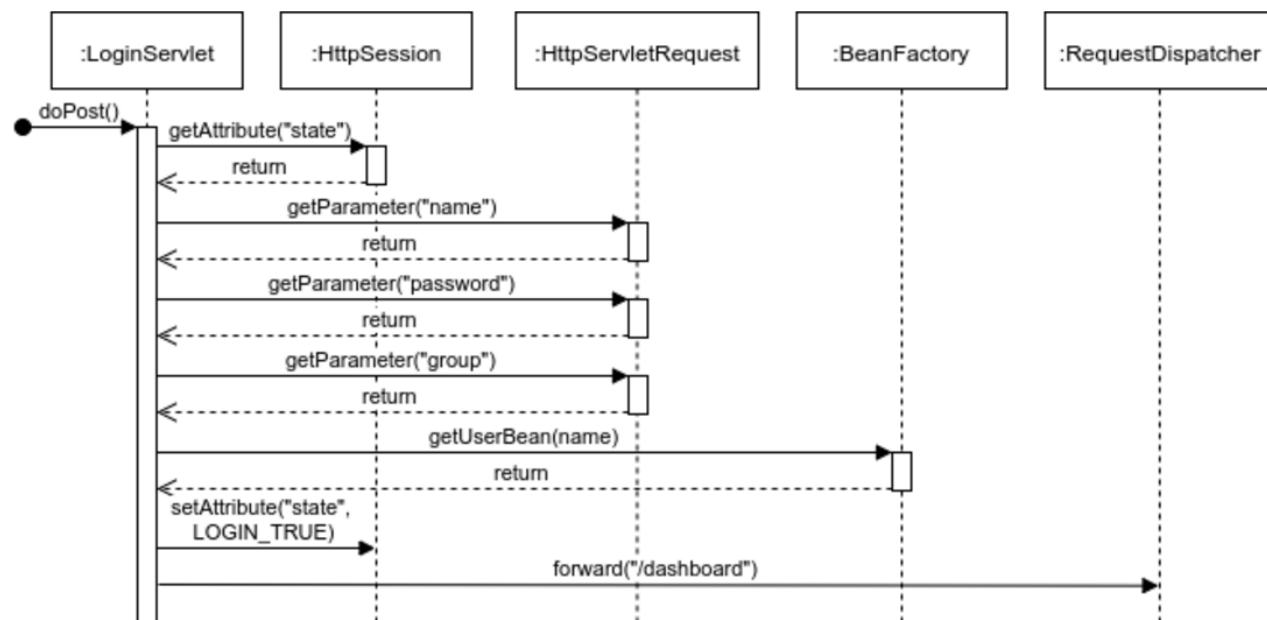 :LoginServlet
:HttpSession
:HttpServletRequest
:BeanFactory
:RequestDispatcher
doPost()
getAttribute("state")
return
getParameter("name")
return
getParameter("password")
return
getParameter("group")
return
getUserBean(name)
return
setAttribute("state",
LOGIN_TRUE)
forward("/dashboard")